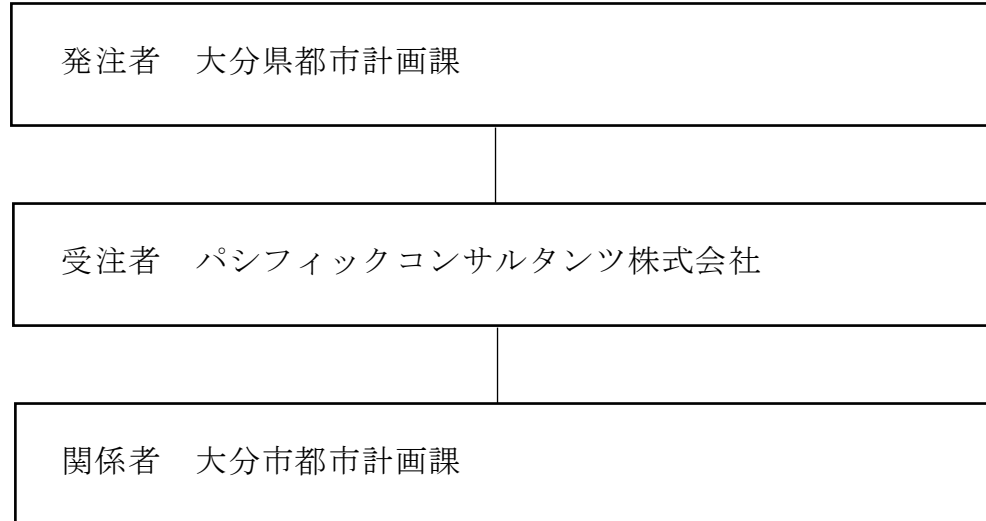 発注者　大分県都市計画課
受注者　パシフィックコンサルタンツ株式会社
関係者　大分市都市計画課